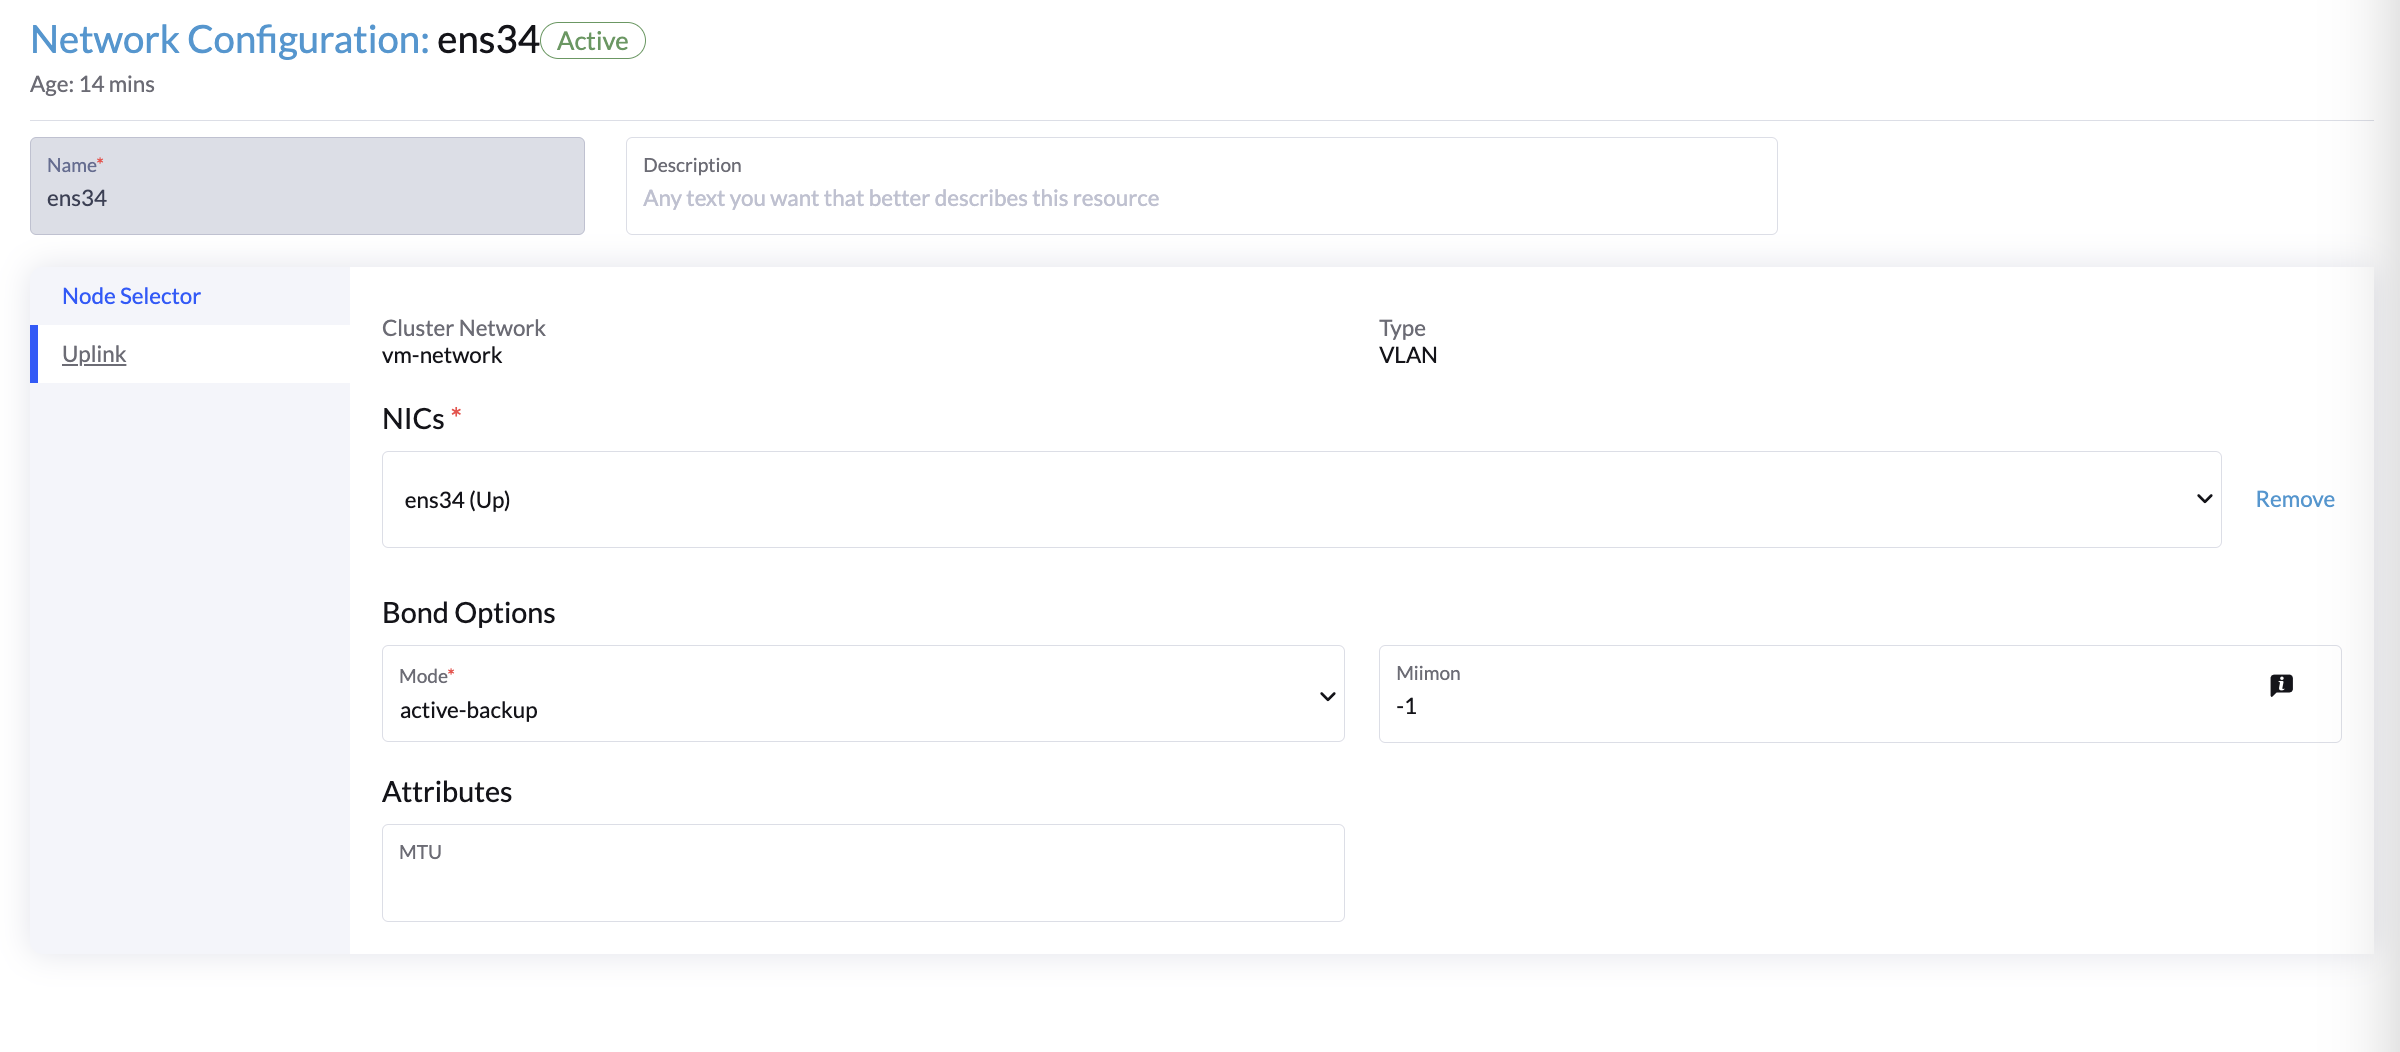 Network Configuration: ens34 Active
Age: 14 mins
Name*
ens34
Description
Any text you want that better describes this resource
Node Selector
Uplink
Cluster Network
vm-network
Type
VLAN
NICs *
ens34 (Up)
Remove
Bond Options
Mode*
active-backup
Miimon
-1
Attributes
MTU